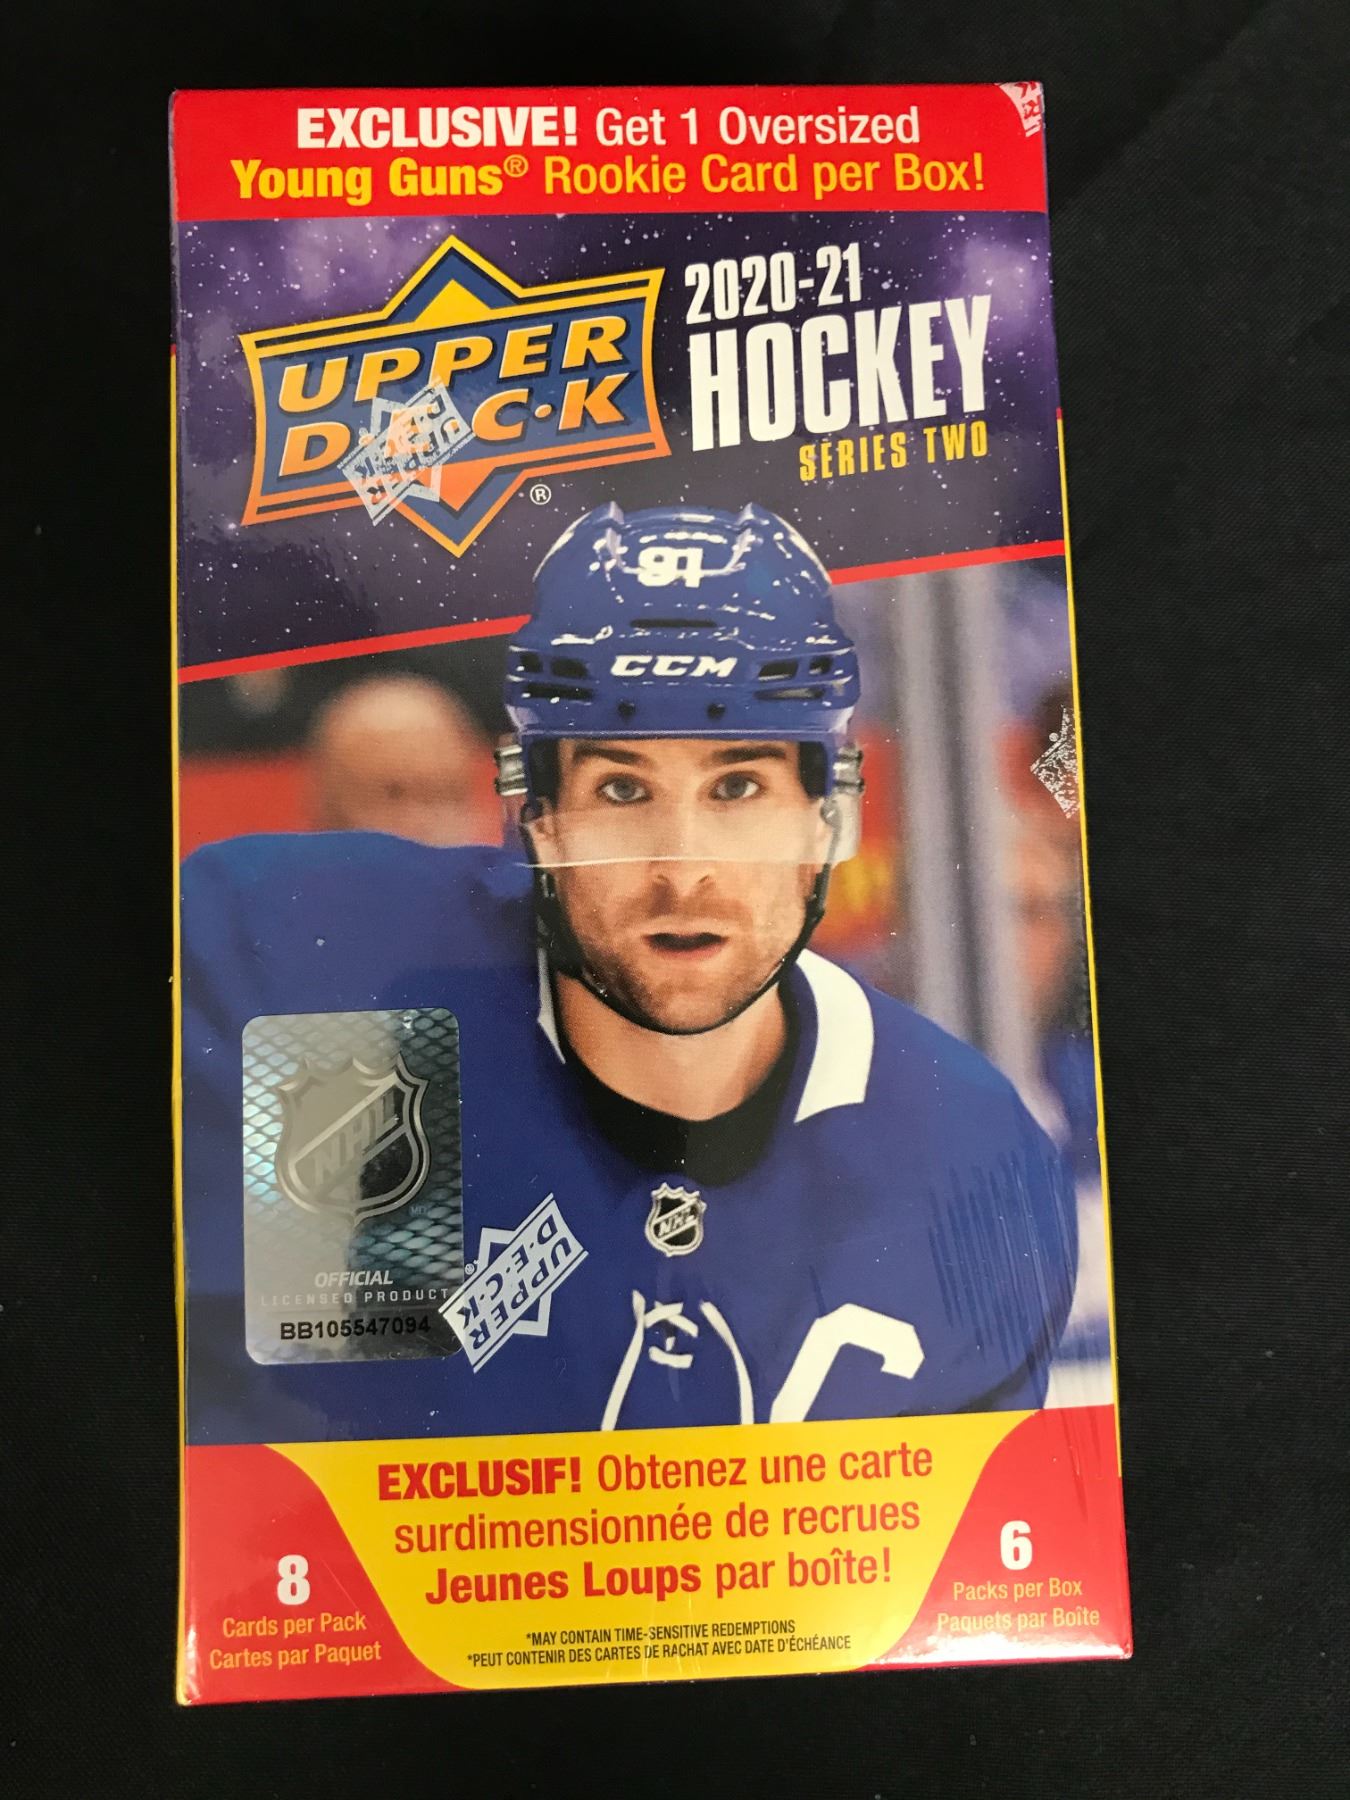 EXCLUSIVE! Get 1 Oversized
Young Guns® Rookie Card per Box!
UPPER
D•E•C•K
®
2020-21
HOCKEY
SERIES TWO
91
CCM
NHL
OFFICIAL
LICENSED PRODUCT
BB105547094
UPPER
D•E•C•K
NHL
C
EXCLUSIF! Obtenez une carte
surdimensionnée de recrues
Jeunes Loups par boîte!
8
Cards per Pack
Cartes par Paquet
6
Packs per Box
Paquets par Boîte
*MAY CONTAIN TIME-SENSITIVE REDEMPTIONS
*PEUT CONTENIR DES CARTES DE RACHAT AVEC DATE D'ÉCHÉANCE